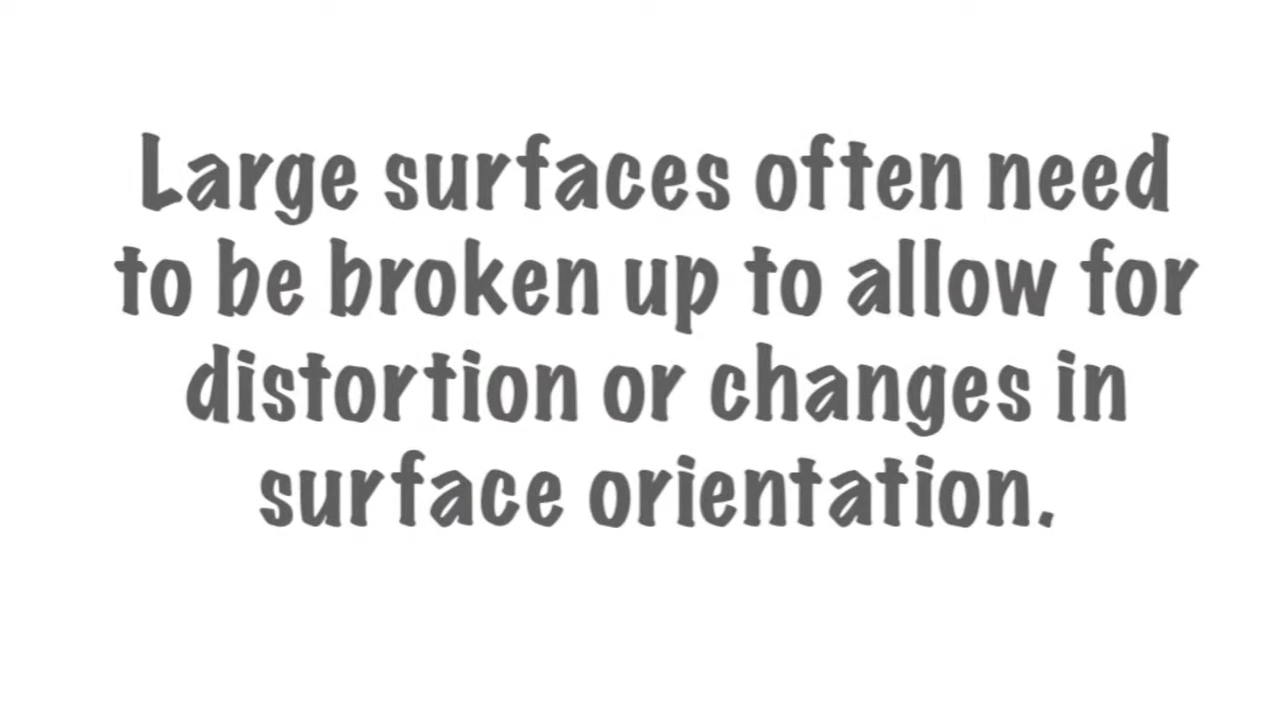 Large surfaces often need
to be broken up to allow for
distortion or changes in
surface orientation.